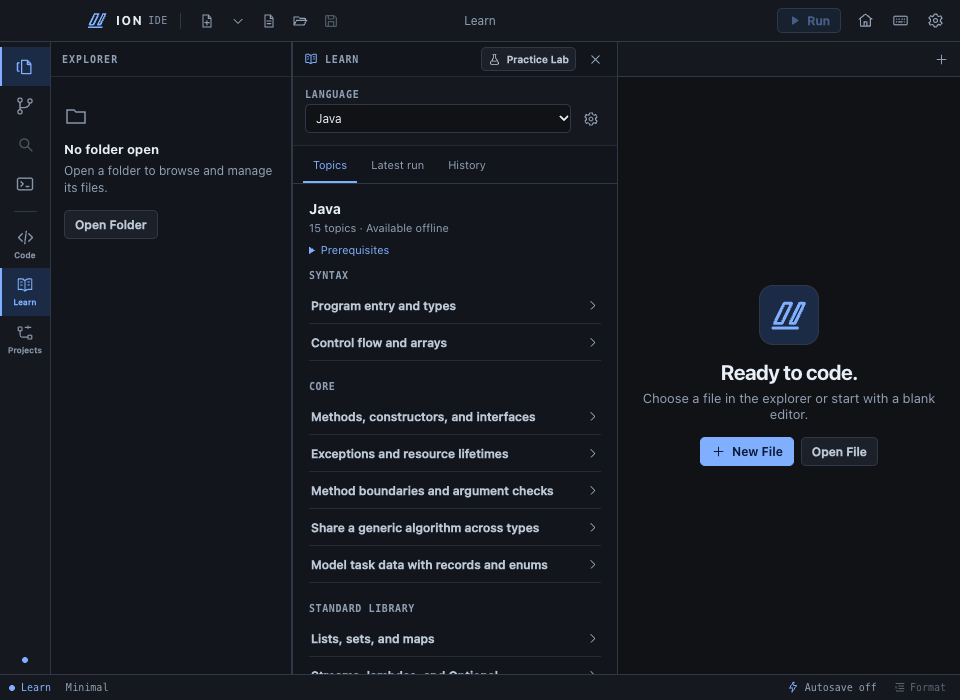 ION IDE
Learn
Run
EXPLORER
LEARN
Practice Lab
LANGUAGE
Java
No folder open
Open a folder to browse and manage
its files.
Open Folder
Topics
Latest run
History
Java
15 topics · Available offline
Prerequisites
SYNTAX
Program entry and types
Control flow and arrays
CORE
Methods, constructors, and interfaces
Exceptions and resource lifetimes
Method boundaries and argument checks
Share a generic algorithm across types
Model task data with records and enums
STANDARD LIBRARY
Lists, sets, and maps
Streams, lambdas, and Optional
Code
Learn
Projects
Ready to code.
Choose a file in the explorer or start with a blank
editor.
New File
Open File
Learn
Minimal
Autosave off
Format